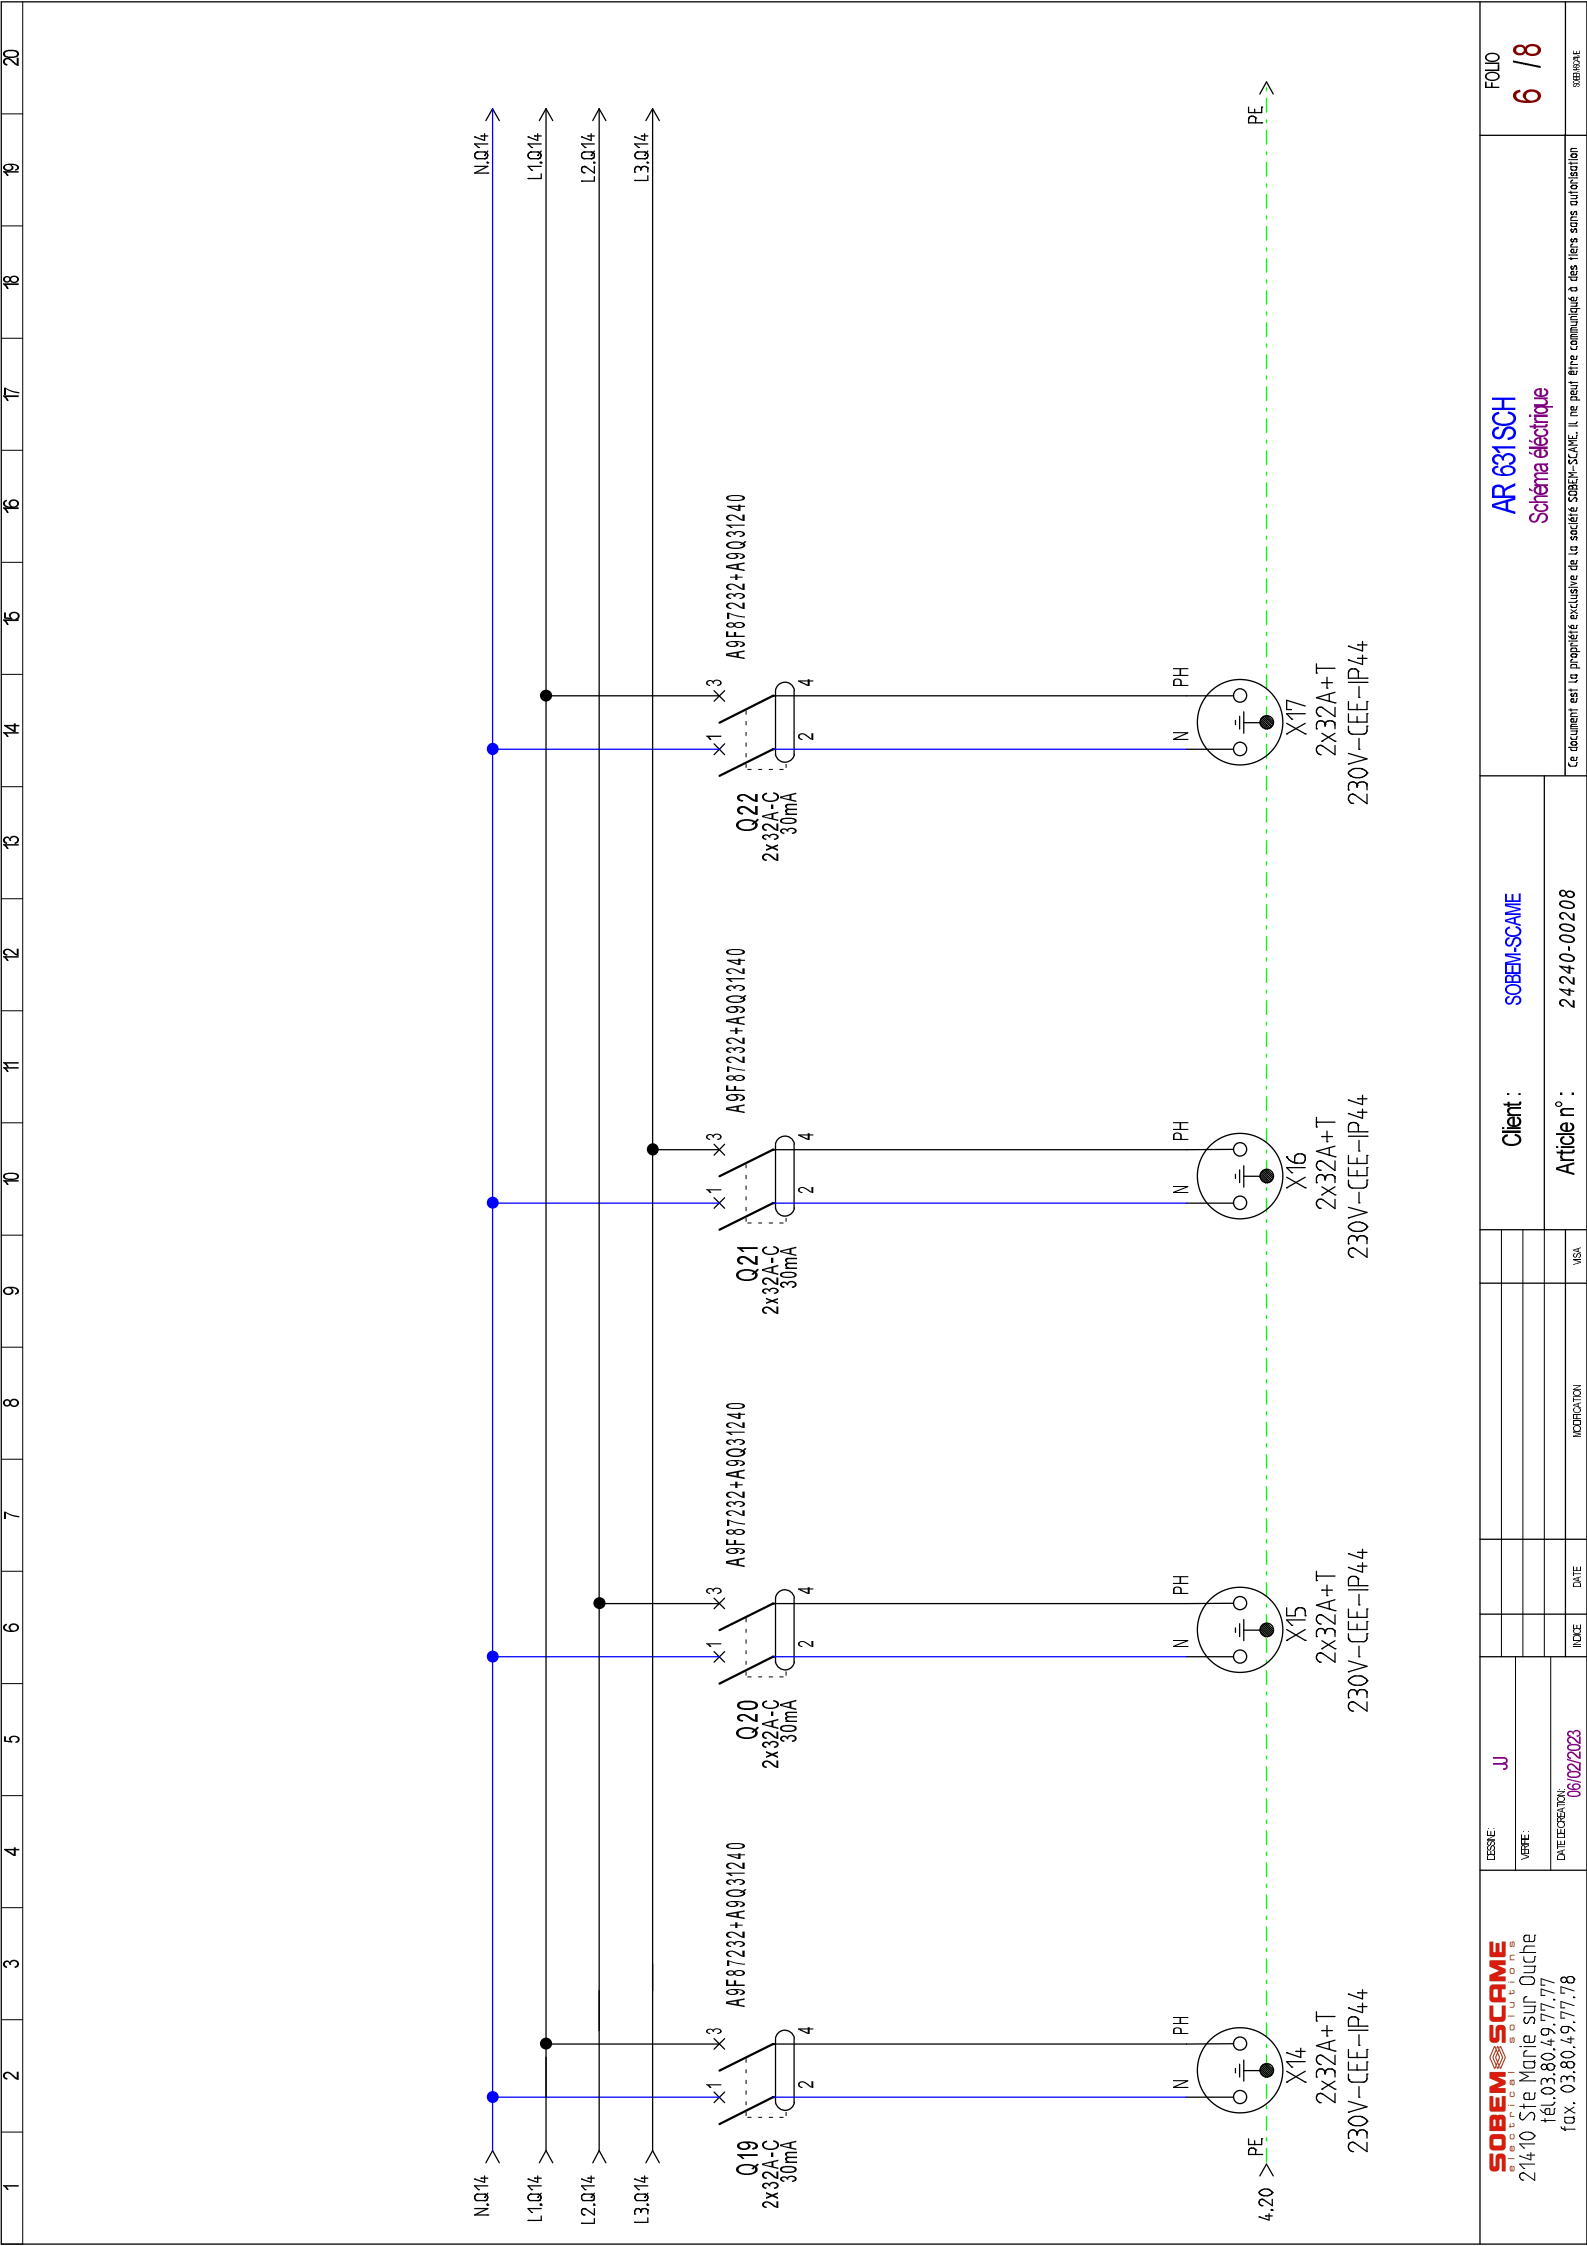 1 2 3 4 5 6 7 8 9 10 11 12 13 14 15 16 17 18 19 20
N.Q14 N.Q14
L1.Q14 L1.Q14
L2.Q14 L2.Q14
L3.Q14 L3.Q14
Q19
2x32A-C
30mA
A9F87232+A9Q31240
1 3
2 4
N PH
X14
2x32A+T
230V-CEE-IP44
Q20
2x32A-C
30mA
A9F87232+A9Q31240
1 3
2 4
N PH
X15
2x32A+T
230V-CEE-IP44
Q21
2x32A-C
30mA
A9F87232+A9Q31240
1 3
2 4
N PH
X16
2x32A+T
230V-CEE-IP44
Q22
2x32A-C
30mA
A9F87232+A9Q31240
1 3
2 4
N PH
X17
2x32A+T
230V-CEE-IP44
4.20 PE PE
SOBEM SCAME
electrical solutions
21410 Ste Marie sur Ouche
tél.03.80.49.77.77
fax. 03.80.49.77.78
DESSINE: JJ
VERIFIE:
DATE DE CREATION:
06/02/2023
INDICE DATE MODIFICATION VISA
Client : SOBEM-SCAME
Article n° : 24240-00208
AR 631 SCH
Schéma éléctrique
Ce document est la propriété exclusive de la société SOBEM-SCAME. IL ne peut être communiqué à des tiers sans autorisation
FOLIO
6 / 8
SOBEM-SCAME